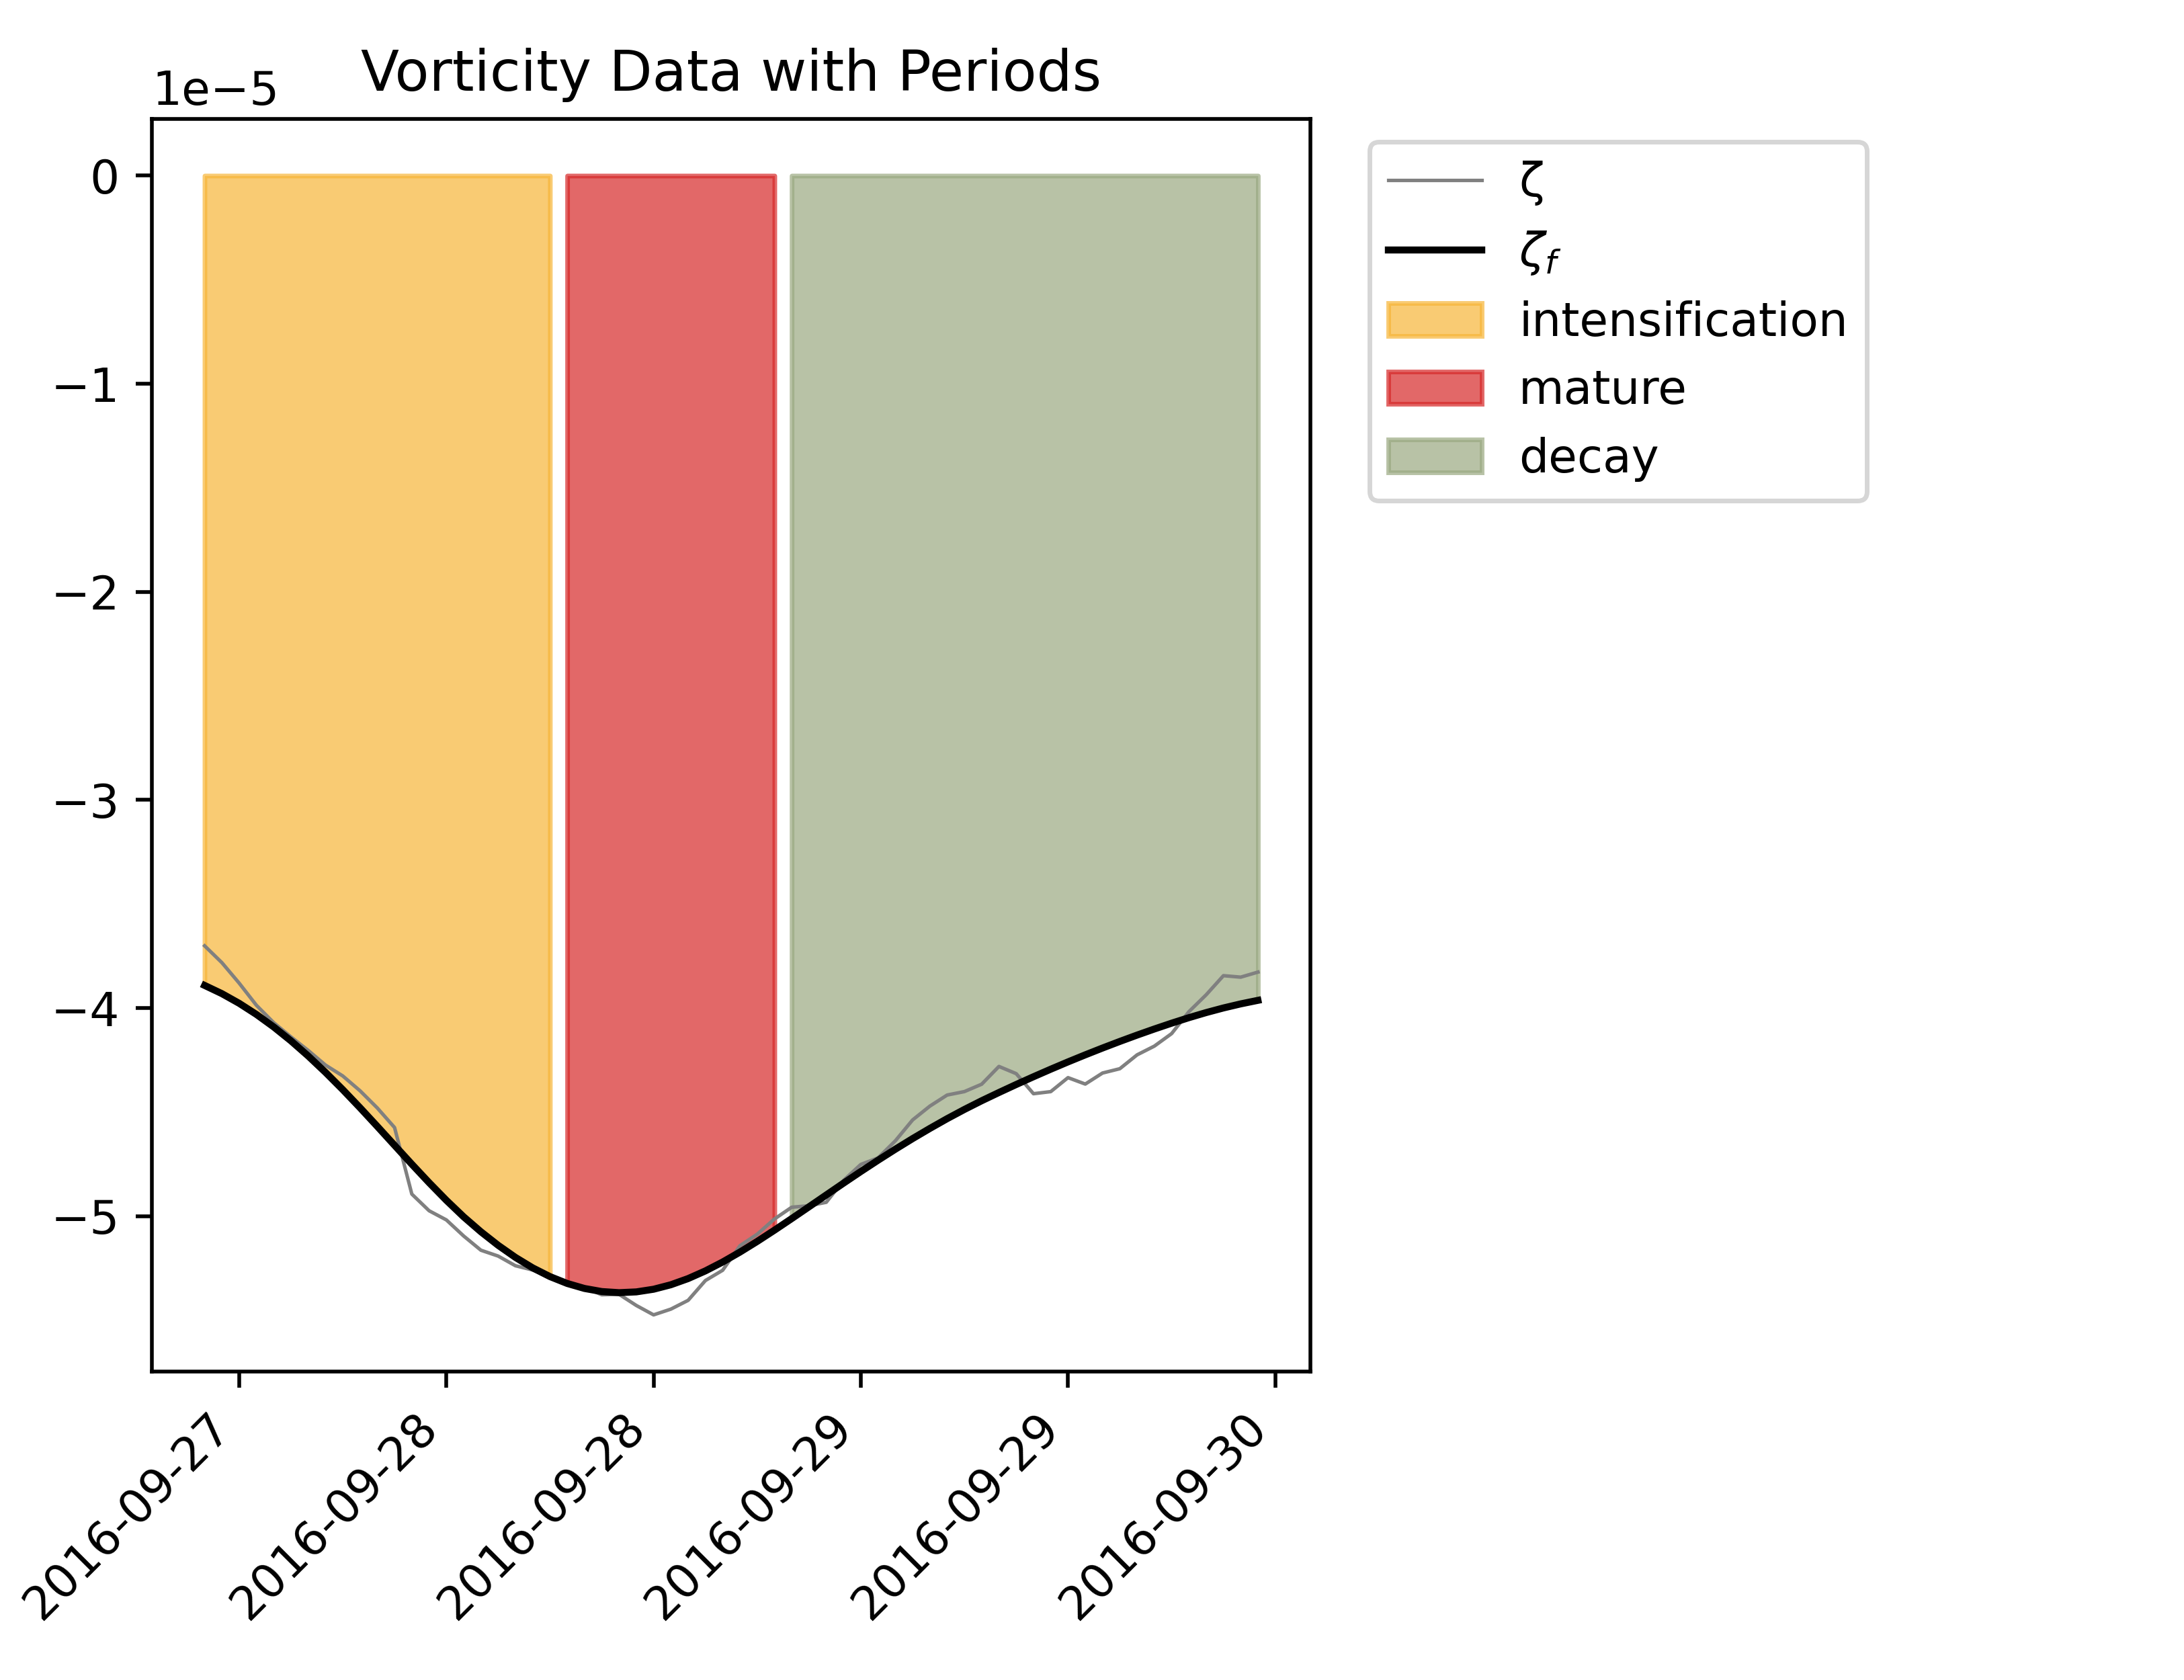 Vorticity Data with Periods
1e−5
0
−1
−2
−3
−4
−5
2016-09-27
2016-09-28
2016-09-28
2016-09-29
2016-09-29
2016-09-30
ζ
ζf
intensification
mature
decay